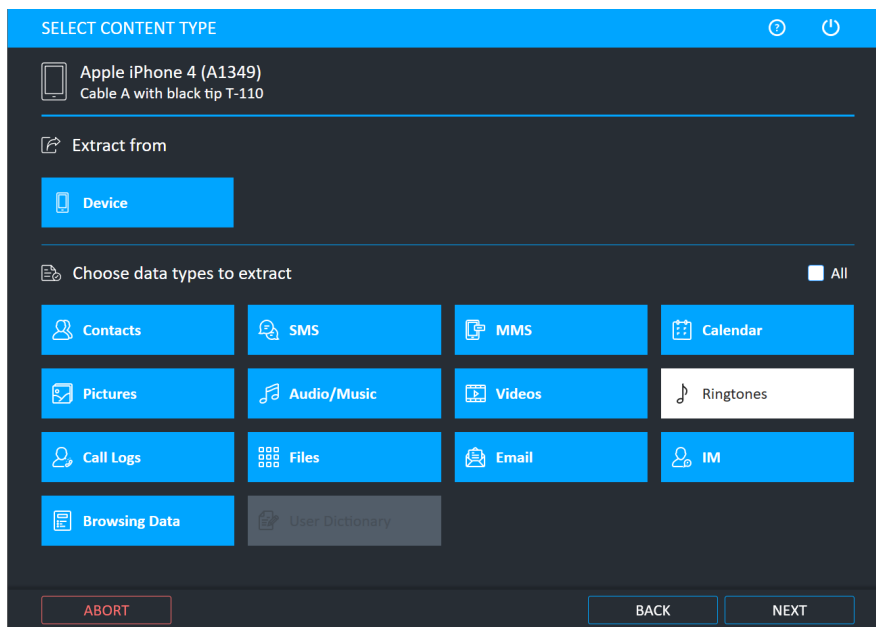 SELECT CONTENT TYPE
Apple iPhone 4 (A1349)
Cable A with black tip T-110
Extract from
Device
Choose data types to extract
All
Contacts
SMS
MMS
Calendar
Pictures
Audio/Music
Videos
Ringtones
Call Logs
Files
Email
IM
Browsing Data
User Dictionary
ABORT
BACK
NEXT